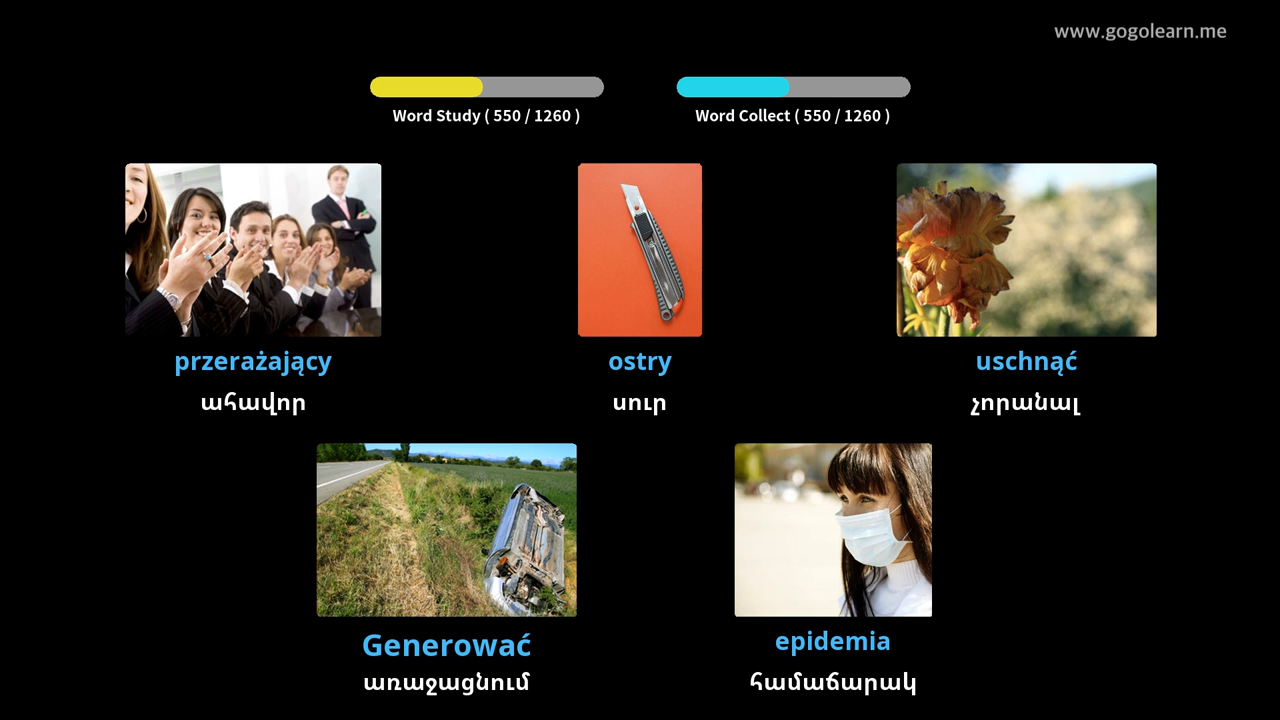 www.gogolearn.me
Word Study ( 550 / 1260 )
Word Collect ( 550 / 1260 )
przerażający
ահավոր
ostry
սուր
uschnąć
չորանալ
Generować
առաջացնում
epidemia
համաճարակ